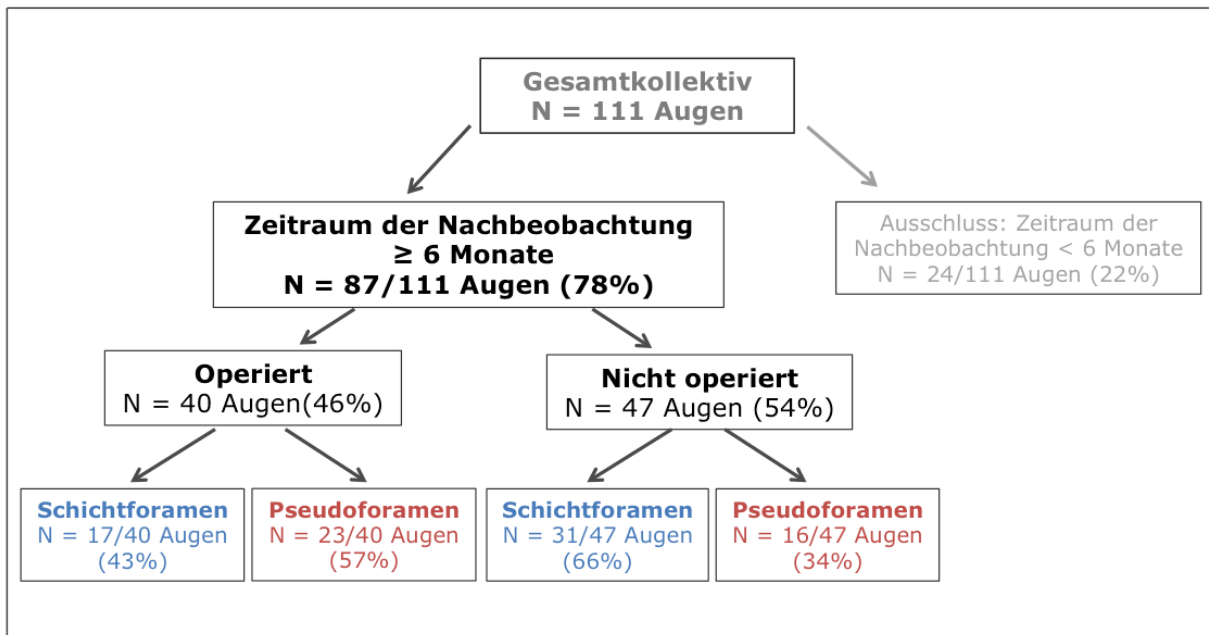 Gesamtkollektiv
N = 111 Augen
Zeitraum der Nachbeobachtung
≥ 6 Monate
N = 87/111 Augen (78%)
Ausschluss: Zeitraum der
Nachbeobachtung < 6 Monate
N = 24/111 Augen (22%)
Operiert
N = 40 Augen(46%)
Nicht operiert
N = 47 Augen (54%)
Schichtforamen
N = 17/40 Augen
(43%)
Pseudoforamen
N = 23/40 Augen
(57%)
Schichtforamen
N = 31/47 Augen
(66%)
Pseudoforamen
N = 16/47 Augen
(34%)